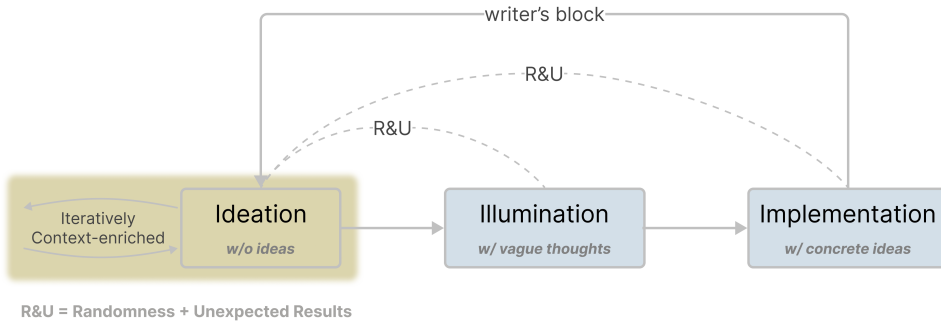 writer's block
R&U
R&U
Iteratively
Context-enriched
Ideation
w/o ideas
Illumination
w/ vague thoughts
Implementation
w/ concrete ideas
R&U = Randomness + Unexpected Results